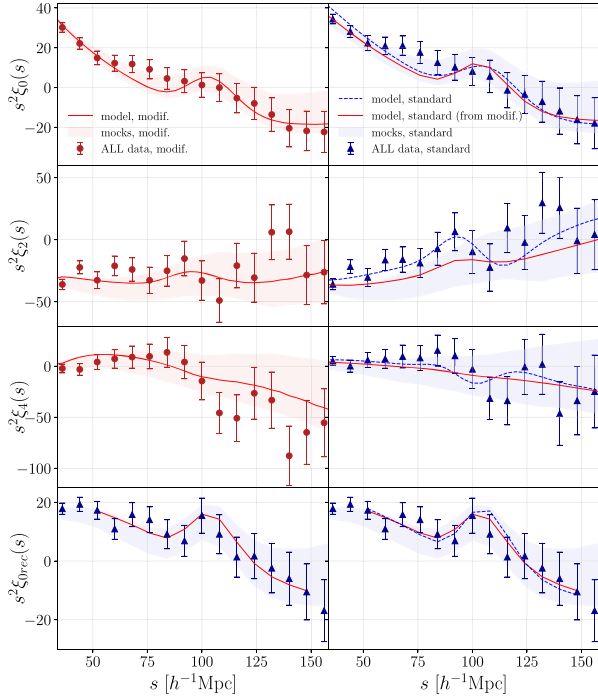 40
20
0
−20
s²ξ₀(s)
model, modif.
mocks, modif.
ALL data, modif.
model, standard
model, standard (from modif.)
mocks, standard
ALL data, standard
50
0
−50
s²ξ₂(s)
0
−50
−100
s²ξ₄(s)
20
0
−20
s²ξ₀rec(s)
50
75
100
125
150
50
75
100
125
150
s [h⁻¹Mpc]
s [h⁻¹Mpc]